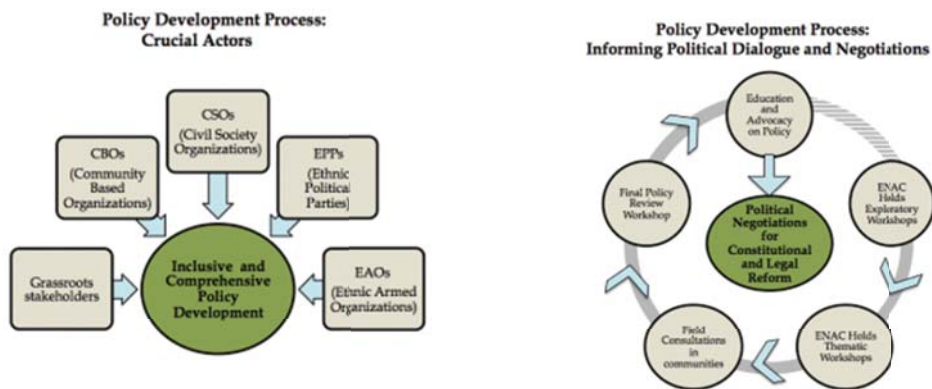 Policy Development Process:
Crucial Actors
CSOs
(Civil Society
Organizations)
CBOs
(Community
Based
Organizations)
EPPs
(Ethnic
Political
Parties)
Grassroots
stakeholders
Inclusive and
Comprehensive
Policy
Development
EAOs
(Ethnic Armed
Organizations)
Policy Development Process:
Informing Political Dialogue and Negotiations
Education
and
Advocacy
on Policy
ENAC
Holds
Exploratory
Workshops
ENAC Holds
Thematic
Workshops
Field
Consultations
in
communities
Final Policy
Review
Workshop
Political
Negotiations
for
Constitutional
and Legal
Reform